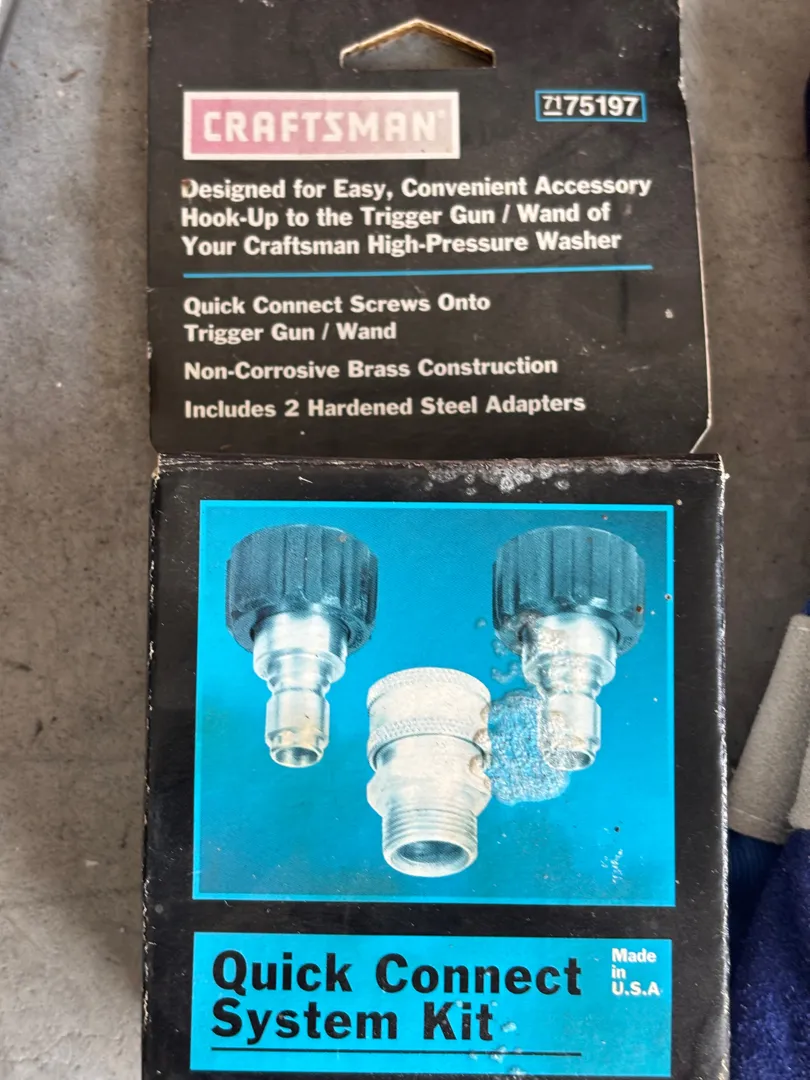 CRAFTSMAN®
7175197
Designed for Easy, Convenient Accessory
Hook-Up to the Trigger Gun / Wand of
Your Craftsman High-Pressure Washer
Quick Connect Screws Onto
Trigger Gun / Wand
Non-Corrosive Brass Construction
Includes 2 Hardened Steel Adapters
Quick Connect
System Kit
Made
in
U.S.A